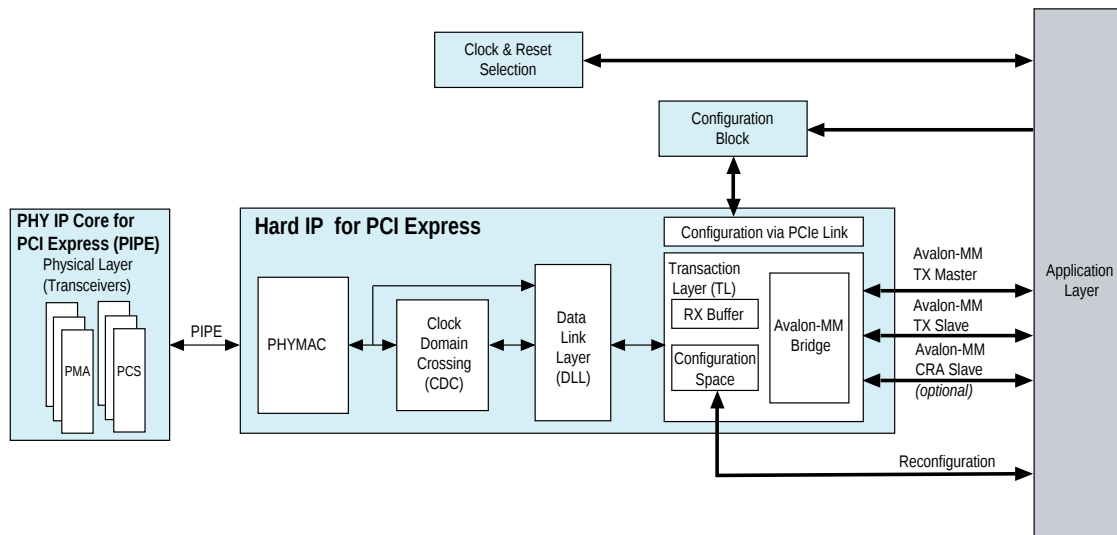 Clock & Reset
Selection
Configuration
Block
PHY IP Core for
PCI Express (PIPE)
Physical Layer
(Transceivers)
PMA
PCS
PIPE
Hard IP  for PCI Express
PHYMAC
Clock
Domain
Crossing
(CDC)
Data
Link
Layer
(DLL)
Configuration via PCIe Link
Transaction
Layer (TL)
RX Buffer
Configuration
Space
Avalon-MM
Bridge
Avalon-MM
TX Master
Avalon-MM
TX Slave
Avalon-MM
CRA Slave
(optional)
Reconfiguration
Application
Layer